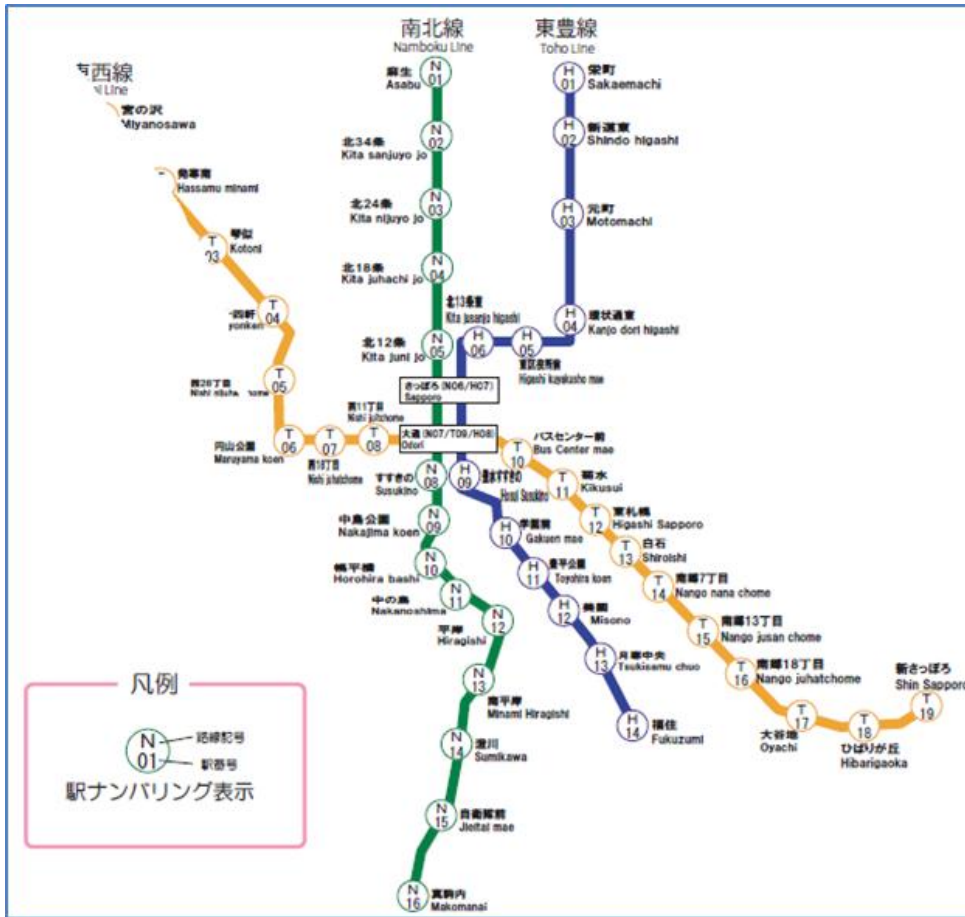 南北線
Namboku Line
東豊線
Toho Line
西線
Line
宮の沢
Miyanosawa
発寒南
Hassamu minami
T
03
琴似
Kotoni
T
04
T
05
T
06
円山公園
Maruyama koen
T
07
西18丁目
Nishi juhatchome
T
08
西11丁目
N
01
麻生
Asabu
N
02
北34条
Kita sanjuyo jo
N
03
北24条
Kita nijuyo jo
N
04
北18条
Kita juhachi jo
N
05
北12条
Kita juni jo
さっぽろ(N06/H07)
Sapporo
大通(N07/T09/H08)
Odori
N
08
すすきの
Susukino
N
09
中島公園
Nakajima koen
N
10
幌平橋
Horohira bashi
N
11
中の島
Nakanoshima
N
12
平岸
Hiragishi
N
13
南平岸
Minami Hiragishi
N
14
澄川
Sumikawa
N
15
自衛隊前
Jieitai mae
N
16
真駒内
Makomanai
H
01
栄町
Sakaemachi
H
02
新道東
Shindo higashi
H
03
元町
Motomachi
H
04
環状通東
Kanjo dori higashi
H
05
東区役所前
Higashi kuyakusho mae
H
06
北13条東
Kita jusanjo higashi
H
09
Hosui Susukino
H
10
学園前
Gakuen mae
H
11
豊平公園
Toyohira koen
H
12
美園
Misono
H
13
月寒中央
Tsukisamu chuo
H
14
福住
Fukuzumi
T
10
バスセンター前
Bus Center mae
T
11
菊水
Kikusui
T
12
東札幌
Higashi Sapporo
T
13
白石
Shiroishi
T
14
南郷7丁目
Nango nana chome
T
15
南郷13丁目
Nango jusan chome
T
16
南郷18丁目
Nango juhatchome
T
17
大谷地
Oyachi
T
18
ひばりが丘
Hibarigaoka
T
19
新さっぽろ
Shin Sapporo
凡例
N
01
路線記号
駅番号
駅ナンバリング表示